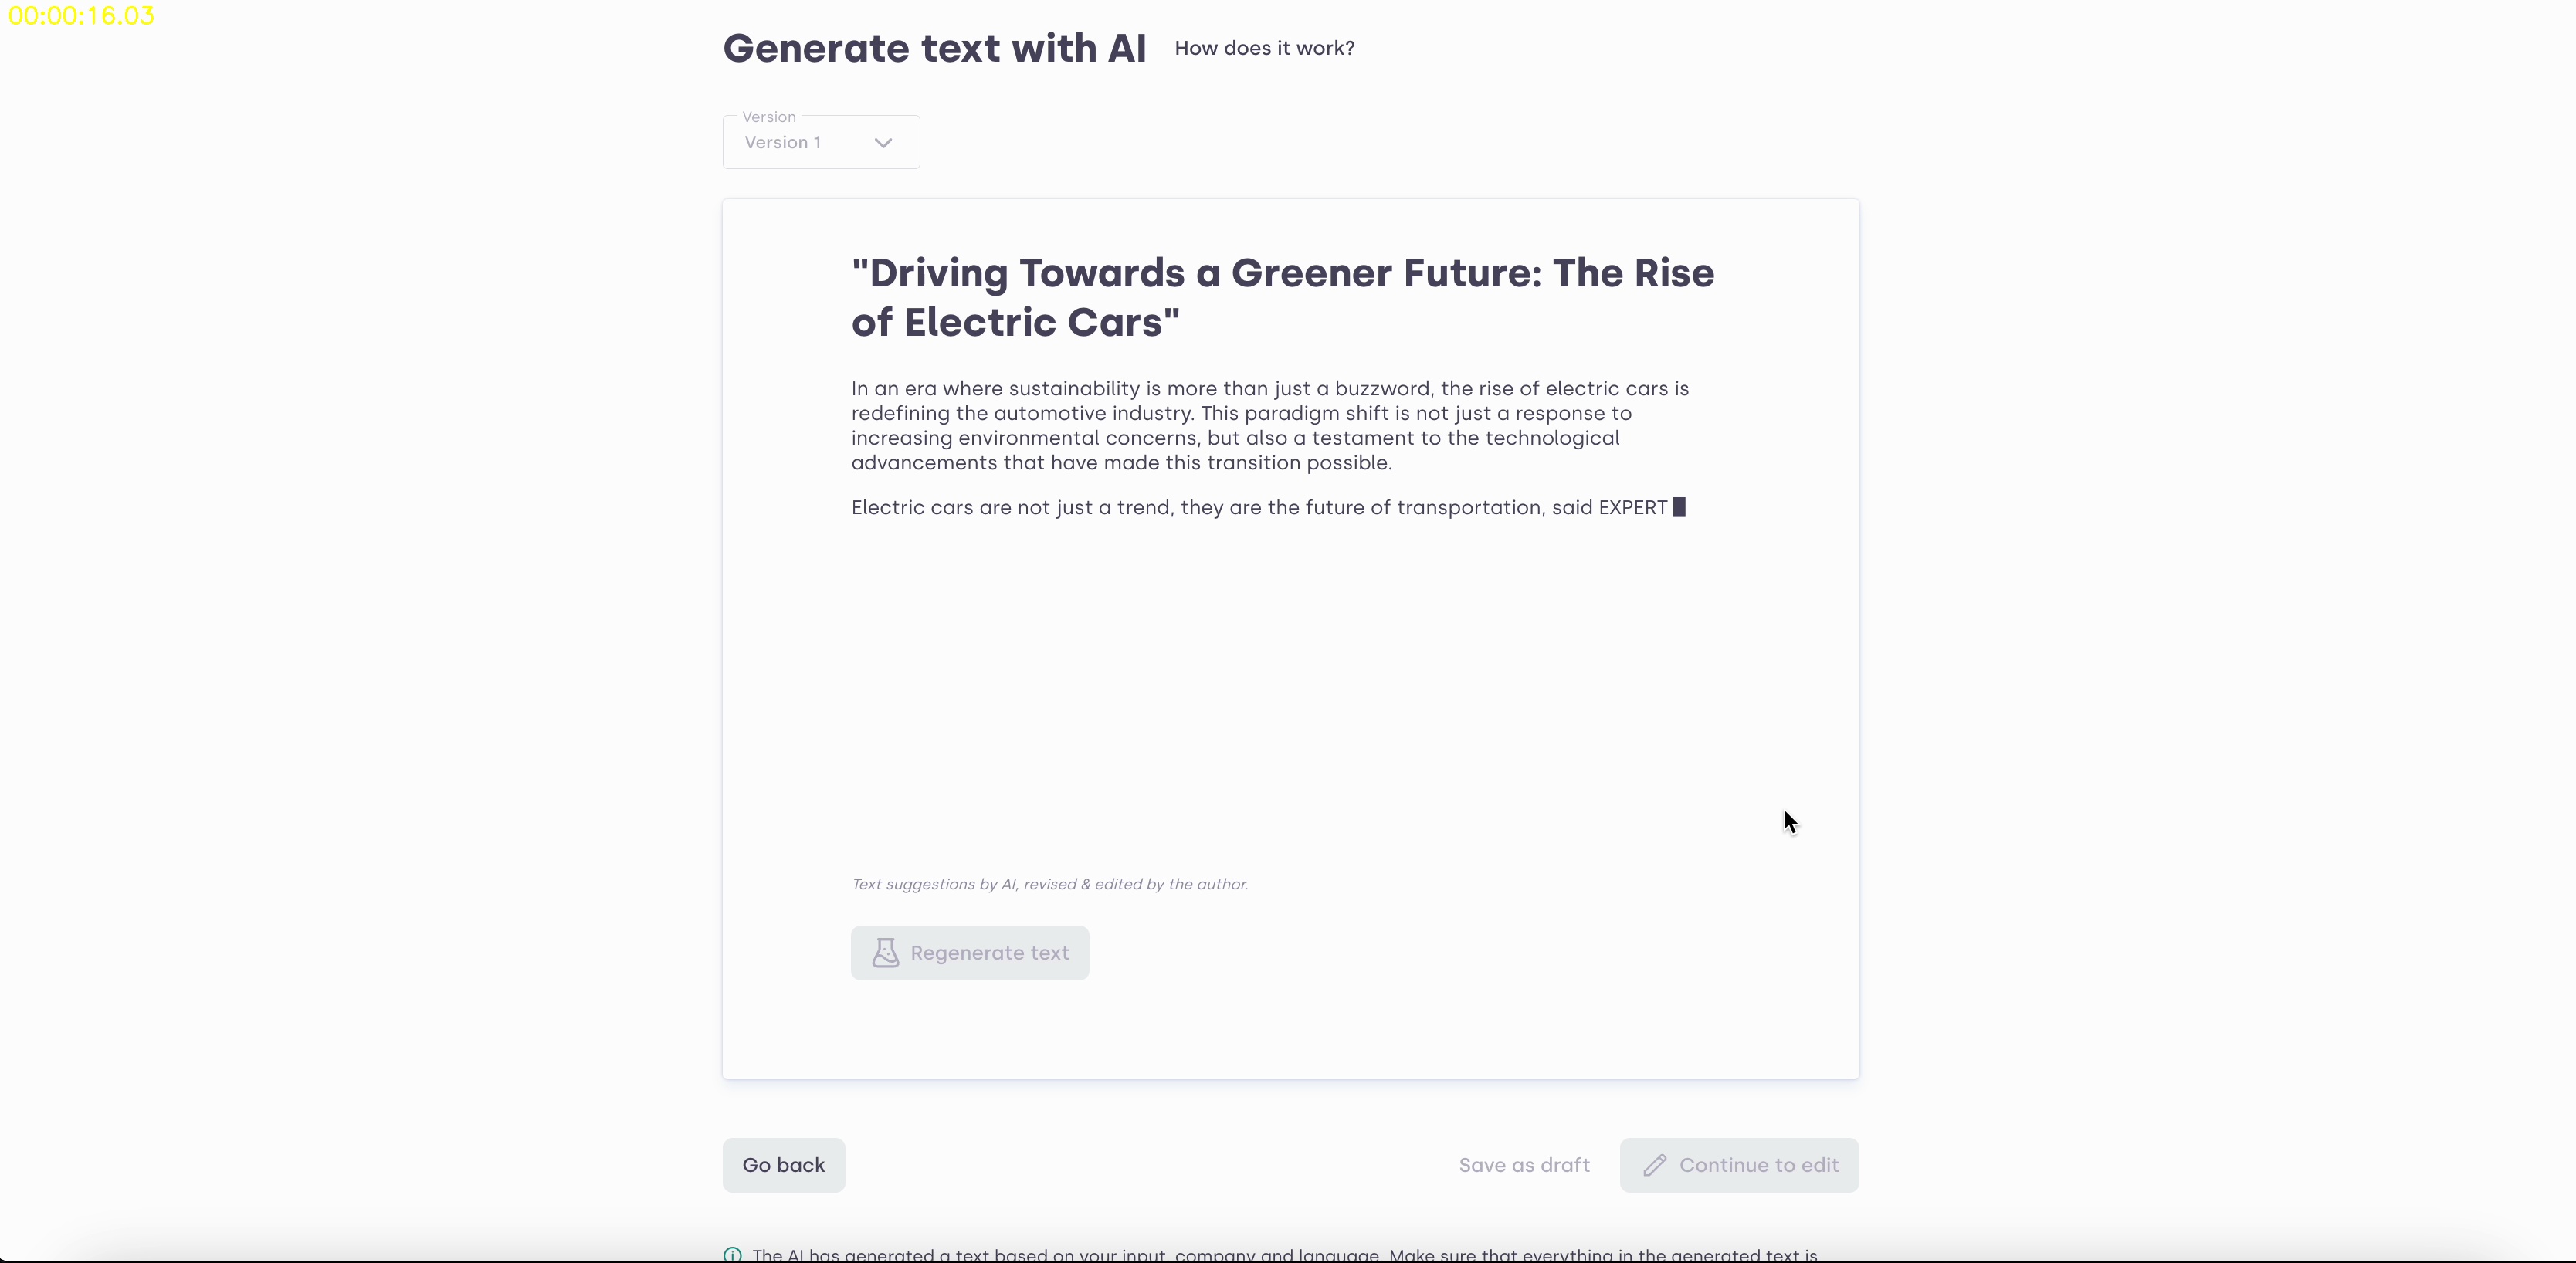 00:00:16.03
Generate text with AI How does it work?
Version
Version 1
"Driving Towards a Greener Future: The Rise
of Electric Cars"
In an era where sustainability is more than just a buzzword, the rise of electric cars is
redefining the automotive industry. This paradigm shift is not just a response to
increasing environmental concerns, but also a testament to the technological
advancements that have made this transition possible.
Electric cars are not just a trend, they are the future of transportation, said EXPERT
Text suggestions by AI, revised & edited by the author.
Regenerate text
Go back
Save as draft
Continue to edit
The AI has generated a text based on your input, company and language. Make sure that everything in the generated text is